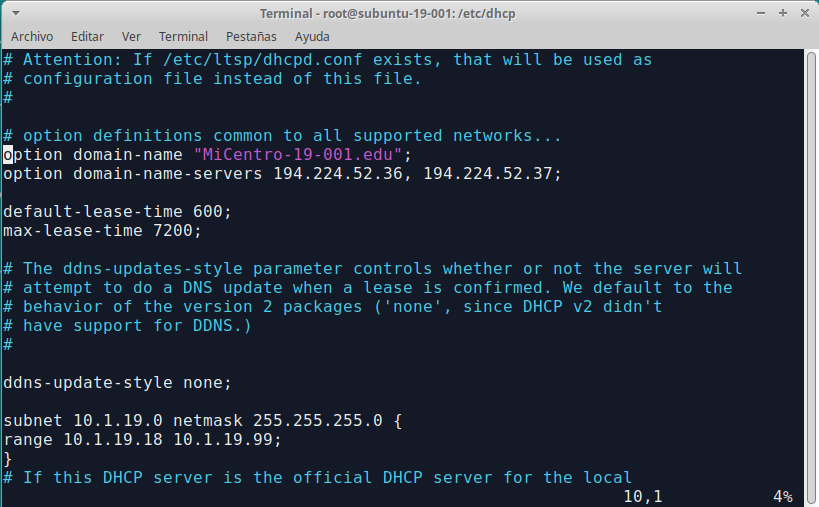 Terminal - root@subuntu-19-001: /etc/dhcp
Archivo Editar Ver Terminal Pestañas Ayuda
# Attention: If /etc/ltsp/dhcpd.conf exists, that will be used as
# configuration file instead of this file.
#
# option definitions common to all supported networks...
option domain-name "MiCentro-19-001.edu";
option domain-name-servers 194.224.52.36, 194.224.52.37;
default-lease-time 600;
max-lease-time 7200;
# The ddns-updates-style parameter controls whether or not the server will
# attempt to do a DNS update when a lease is confirmed. We default to the
# behavior of the version 2 packages ('none', since DHCP v2 didn't
# have support for DDNS.)
#
ddns-update-style none;
subnet 10.1.19.0 netmask 255.255.255.0 {
range 10.1.19.18 10.1.19.99;
}
# If this DHCP server is the official DHCP server for the local
10,1 4%